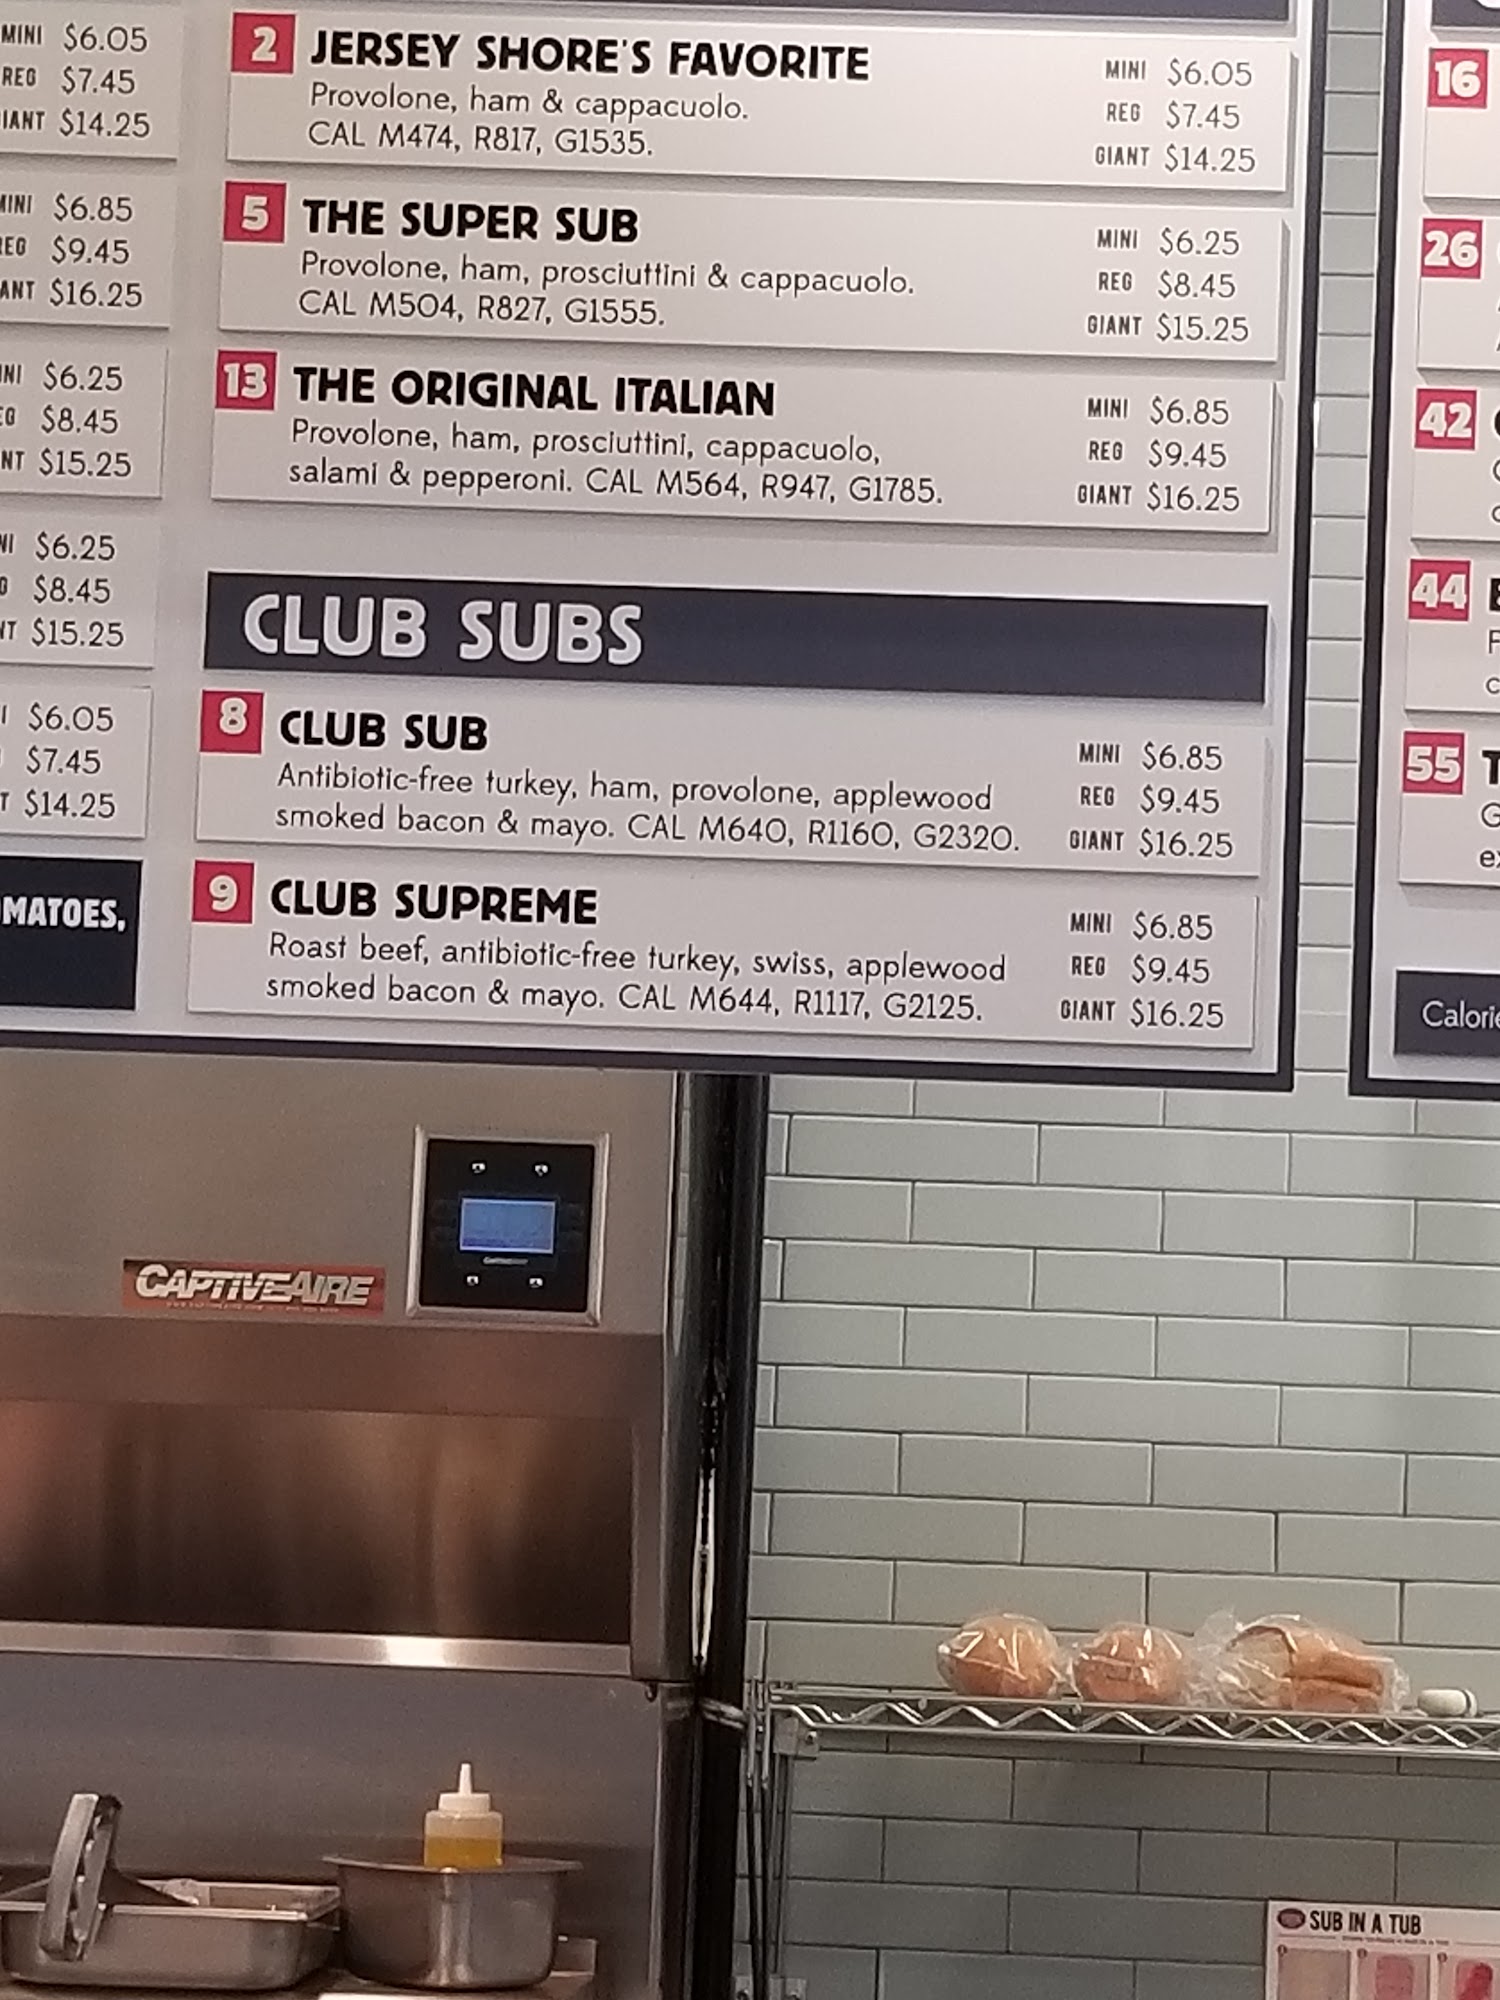 MINI $6.05
REG $7.45
GIANT $14.25
MINI $6.85
REG $9.45
GIANT $16.25
MINI $6.25
REG $8.45
GIANT $15.25
$6.25
$8.45
$15.25
$6.05
$7.45
$14.25
MATOES,
2 JERSEY SHORE'S FAVORITE
Provolone, ham & cappacuolo.
CAL M474, R817, G1535.
MINI $6.05
REG $7.45
GIANT $14.25
5 THE SUPER SUB
Provolone, ham, prosciuttini & cappacuolo.
CAL M504, R827, G1555.
MINI $6.25
REG $8.45
GIANT $15.25
13 THE ORIGINAL ITALIAN
Provolone, ham, prosciuttini, cappacuolo,
salami & pepperoni. CAL M564, R947, G1785.
MINI $6.85
REG $9.45
GIANT $16.25
CLUB SUBS
8 CLUB SUB
Antibiotic-free turkey, ham, provolone, applewood
smoked bacon & mayo. CAL M640, R1160, G2320.
MINI $6.85
REG $9.45
GIANT $16.25
9 CLUB SUPREME
Roast beef, antibiotic-free turkey, swiss, applewood
smoked bacon & mayo. CAL M644, R1117, G2125.
MINI $6.85
REG $9.45
GIANT $16.25
16
26
42
44
55
Calorie
CAPTIVEAIRE
SUB IN A TUB